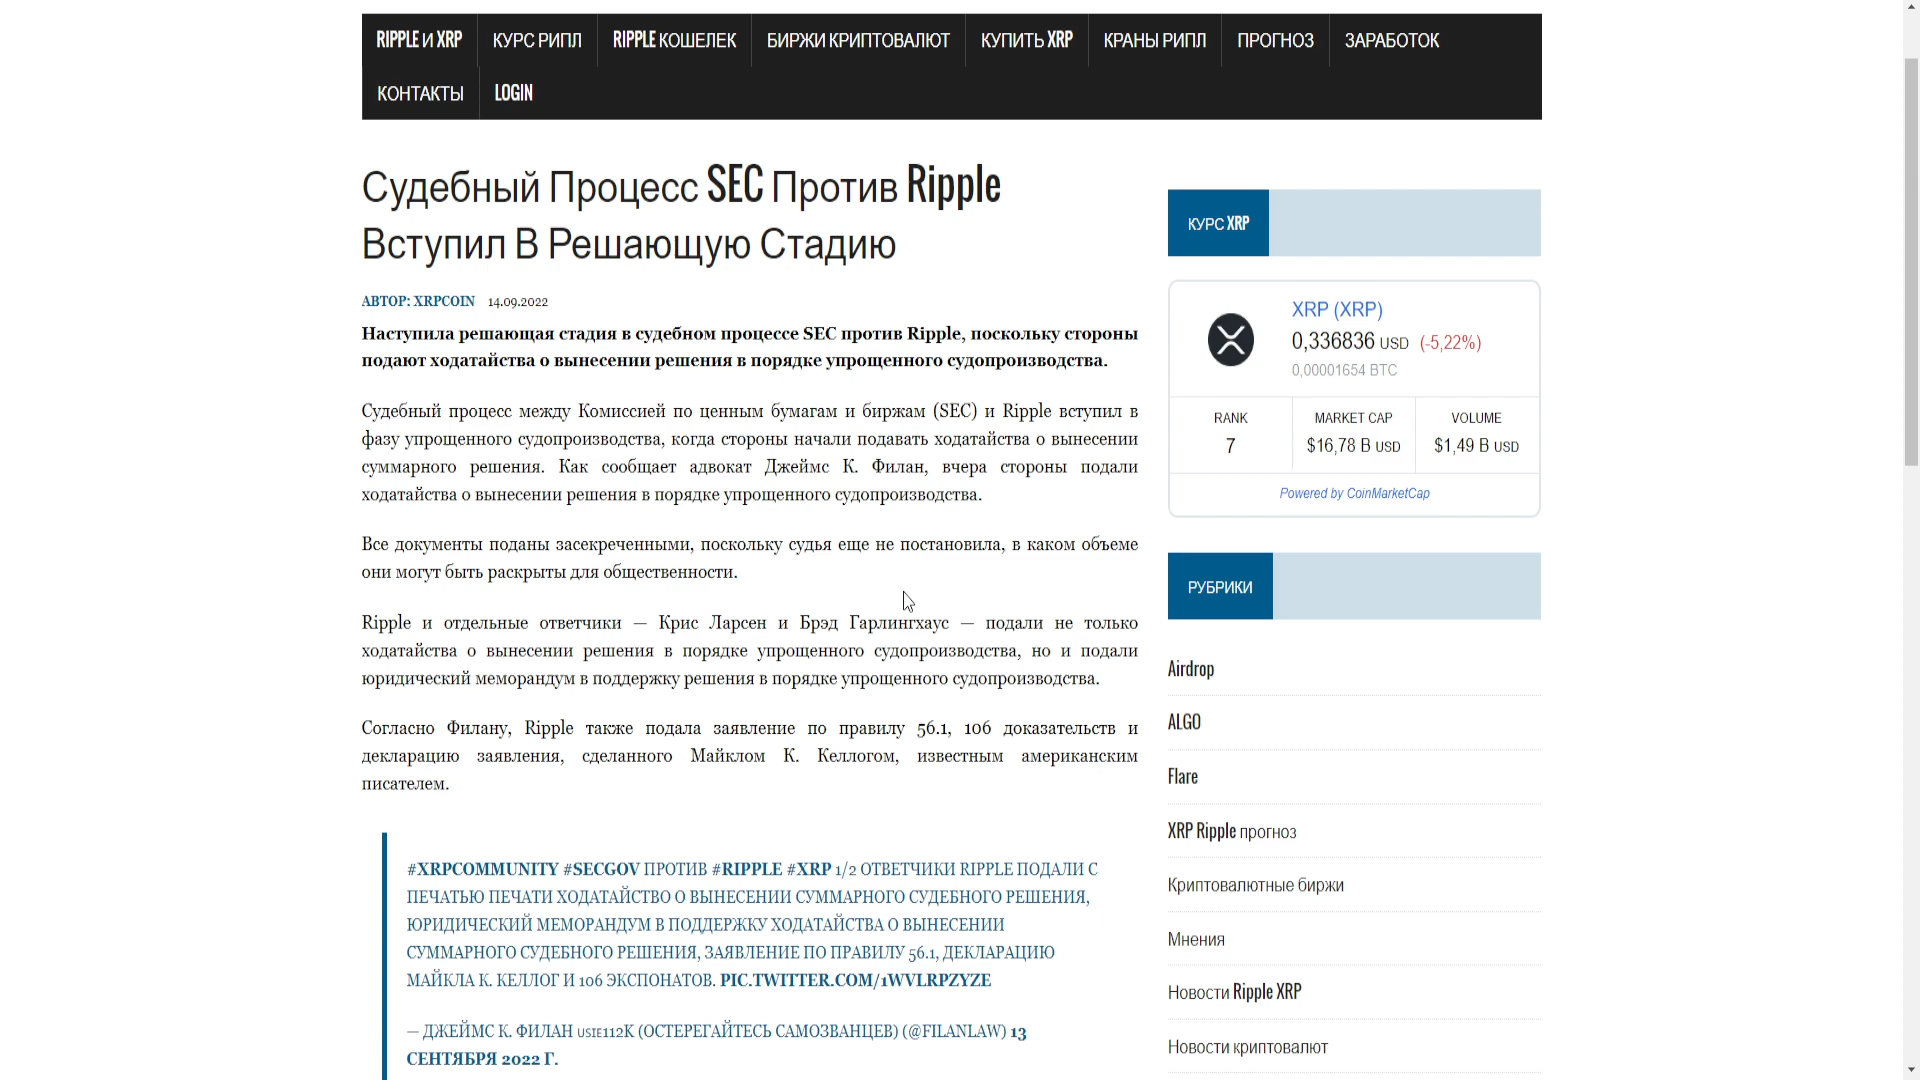 RIPPLE И XRP
КУРС РИПЛ
RIPPLE КОШЕЛЕК
БИРЖИ КРИПТОВАЛЮТ
КУПИТЬ XRP
КРАНЫ РИПЛ
ПРОГНОЗ
ЗАРАБОТОК
КОНТАКТЫ
LOGIN
Судебный Процесс SEC Против Ripple
Вступил В Решающую Стадию
АВТОР: XRPCOIN 14.09.2022
Наступила решающая стадия в судебном процессе SEC против Ripple, поскольку стороны
подают ходатайства о вынесении решения в порядке упрощенного судопроизводства.
Судебный процесс между Комиссией по ценным бумагам и биржам (SEC) и Ripple вступил в
фазу упрощенного судопроизводства, когда стороны начали подавать ходатайства о вынесении
суммарного решения. Как сообщает адвокат Джеймс К. Филан, вчера стороны подали
ходатайства о вынесении решения в порядке упрощенного судопроизводства.
Все документы поданы засекреченными, поскольку судья еще не постановила, в каком объеме
они могут быть раскрыты для общественности.
Ripple и отдельные ответчики — Крис Ларсен и Брэд Гарлингхаус — подали не только
ходатайства о вынесении решения в порядке упрощенного судопроизводства, но и подали
юридический меморандум в поддержку решения в порядке упрощенного судопроизводства.
Согласно Филану, Ripple также подала заявление по правилу 56.1, 106 доказательств и
декларацию заявления, сделанного Майклом К. Келлогом, известным американским
писателем.
#XRPCOMMUNITY #SECGOV ПРОТИВ #RIPPLE #XRP 1/2 ОТВЕТЧИКИ RIPPLE ПОДАЛИ С
ПЕЧАТЬЮ ПЕЧАТИ ХОДАТАЙСТВО О ВЫНЕСЕНИИ СУММАРНОГО СУДЕБНОГО РЕШЕНИЯ,
ЮРИДИЧЕСКИЙ МЕМОРАНДУМ В ПОДДЕРЖКУ ХОДАТАЙСТВА О ВЫНЕСЕНИИ
СУММАРНОГО СУДЕБНОГО РЕШЕНИЯ, ЗАЯВЛЕНИЕ ПО ПРАВИЛУ 56.1, ДЕКЛАРАЦИЮ
МАЙКЛА К. КЕЛЛОГ И 106 ЭКСПОНАТОВ. PIC.TWITTER.COM/1WVLRPZYZE
— ДЖЕЙМС К. ФИЛАН USTE112K (ОСТЕРЕГАЙТЕСЬ САМОЗВАНЦЕВ) (@FILANLAW) 13
СЕНТЯБРЯ 2022 Г.
КУРС XRP
XRP (XRP)
0,336836 USD (-5,22%)
0,00001654 BTC
RANK
7
MARKET CAP
$16,78 B USD
VOLUME
$1,49 B USD
Powered by CoinMarketCap
РУБРИКИ
Airdrop
ALGO
Flare
XRP Ripple прогноз
Криптовалютные биржи
Мнения
Новости Ripple XRP
Новости криптовалют